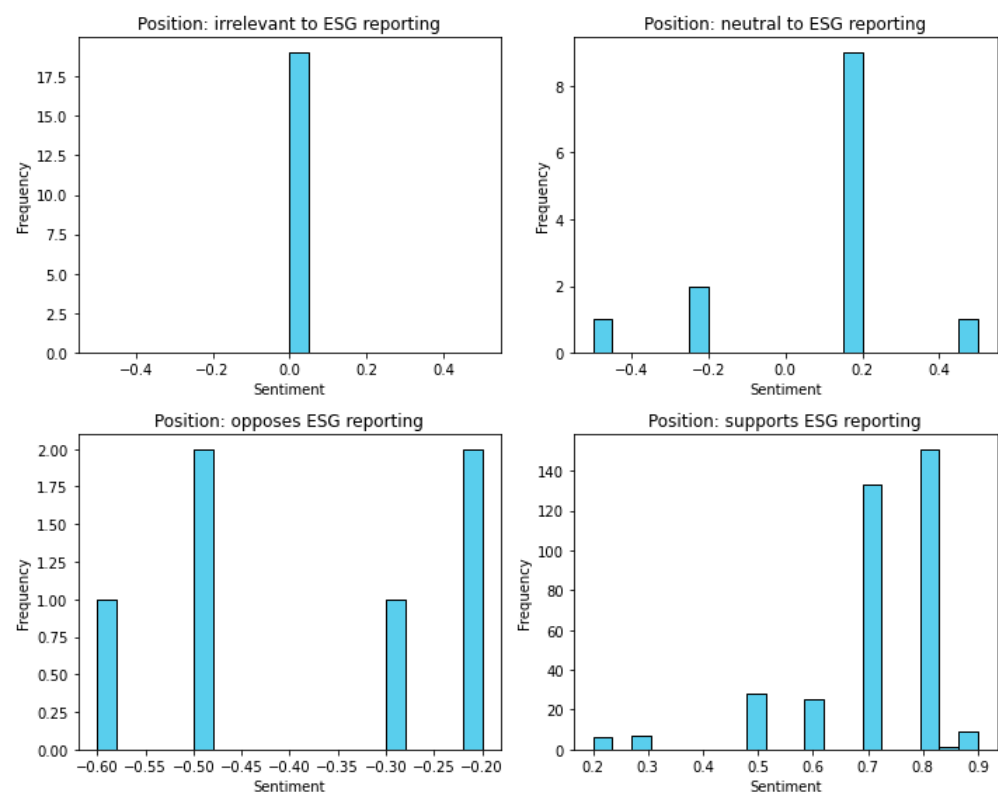 Position: irrelevant to ESG reporting
Frequency
17.5
15.0
12.5
10.0
7.5
5.0
2.5
0.0
−0.4 −0.2 0.0 0.2 0.4
Sentiment
Position: neutral to ESG reporting
Frequency
8
6
4
2
0
−0.4 −0.2 0.0 0.2 0.4
Sentiment
Position: opposes ESG reporting
Frequency
2.00
1.75
1.50
1.25
1.00
0.75
0.50
0.25
0.00
−0.60 −0.55 −0.50 −0.45 −0.40 −0.35 −0.30 −0.25 −0.20
Sentiment
Position: supports ESG reporting
Frequency
140
120
100
80
60
40
20
0
0.2 0.3 0.4 0.5 0.6 0.7 0.8 0.9
Sentiment